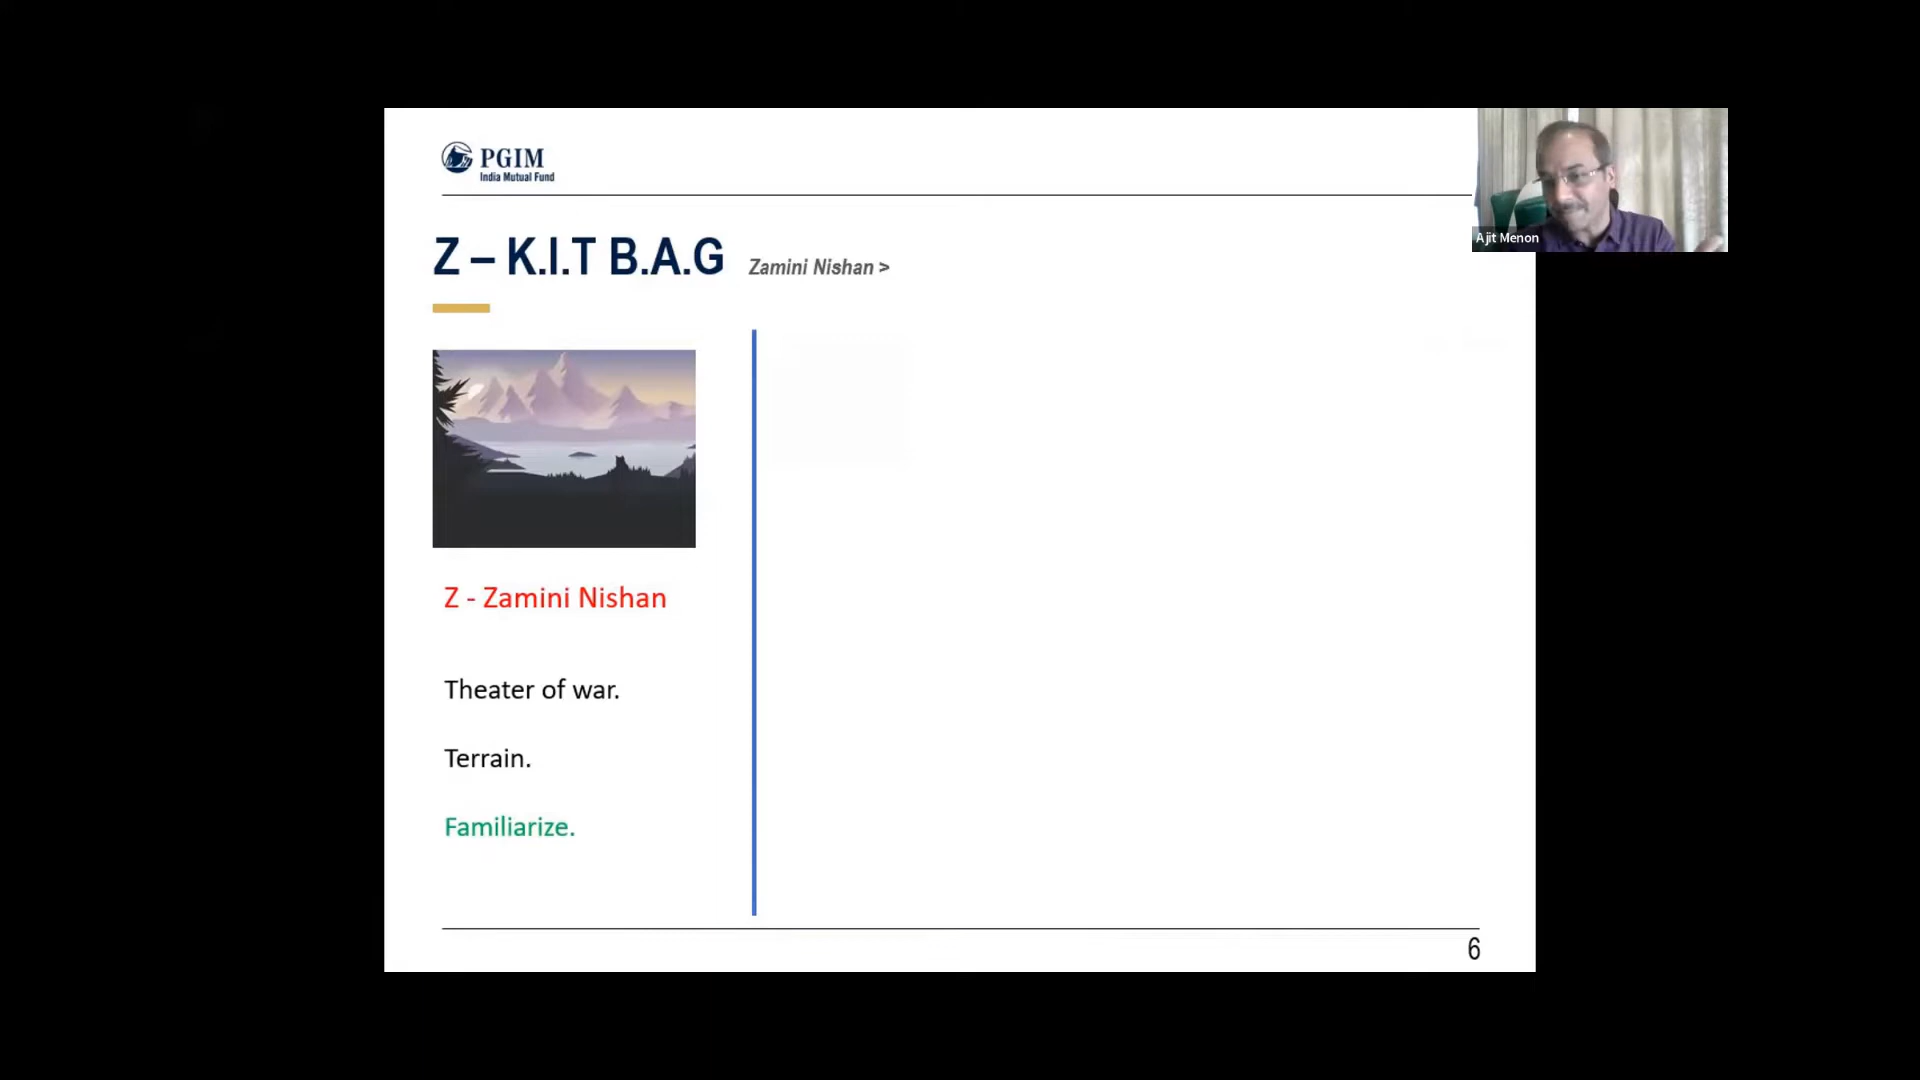 PGIM
India Mutual Fund
Ajit Menon
Z – K.I.T B.A.G Zamini Nishan >
Z - Zamini Nishan
Theater of war.
Terrain.
Familiarize.
6